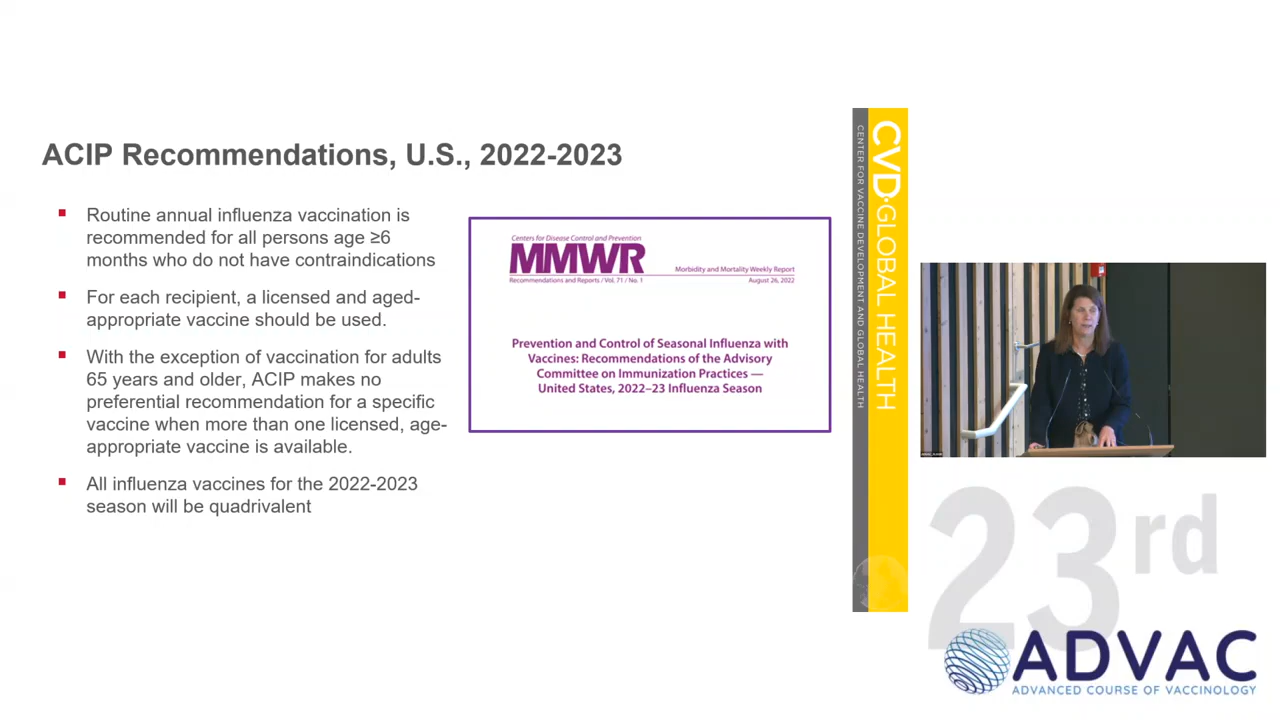 ACIP Recommendations, U.S., 2022-2023
Routine annual influenza vaccination is
recommended for all persons age ≥6
months who do not have contraindications
For each recipient, a licensed and aged-
appropriate vaccine should be used.
With the exception of vaccination for adults
65 years and older, ACIP makes no
preferential recommendation for a specific
vaccine when more than one licensed, age-
appropriate vaccine is available.
All influenza vaccines for the 2022-2023
season will be quadrivalent
Centers for Disease Control and Prevention
MMWR
Morbidity and Mortality Weekly Report
Recommendations and Reports / Vol. 71 / No. 1
August 26, 2022
Prevention and Control of Seasonal Influenza with
Vaccines: Recommendations of the Advisory
Committee on Immunization Practices —
United States, 2022–23 Influenza Season
CENTER FOR VACCINE DEVELOPMENT AND GLOBAL HEALTH
CVD·GLOBAL HEALTH
23rd
ADVAC
ADVANCED COURSE OF VACCINOLOGY